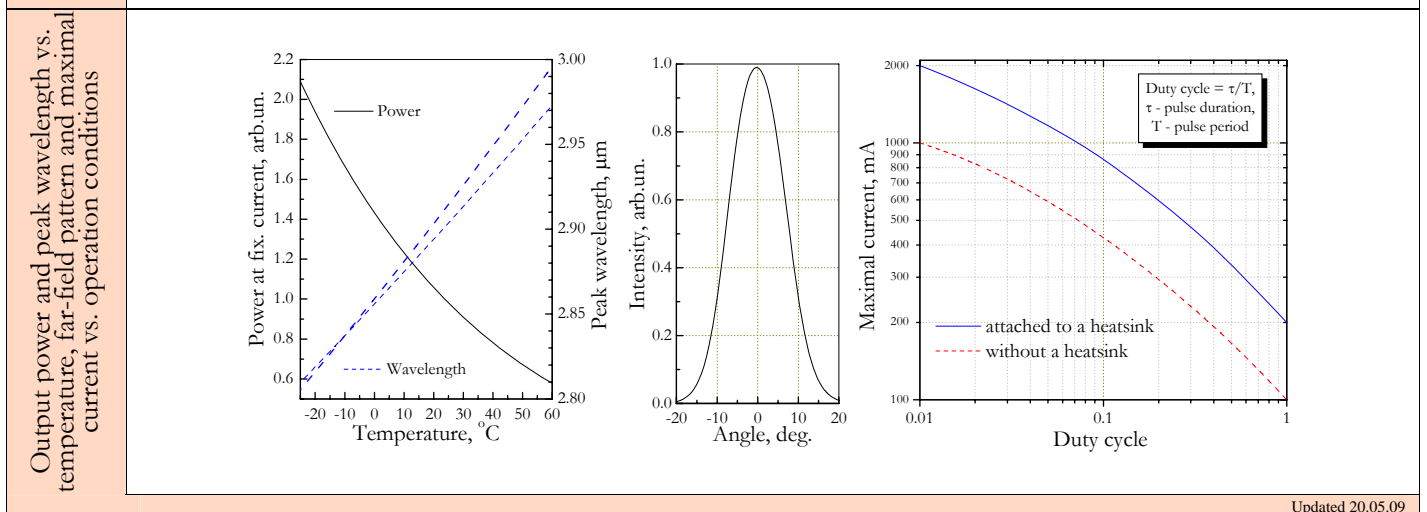 Output power and peak wavelength vs.
temperature, far-field pattern and maximal
current vs. operation conditions
2.2
2.0
1.8
1.6
1.4
1.2
1.0
0.8
0.6
Power at fix. current, arb.un.
Power
Wavelength
-20 -10 0 10 20 30 40 50 60
Temperature, °C
3.00
2.95
2.90
2.85
2.80
Peak wavelength, μm
1.0
0.8
0.6
0.4
0.2
0.0
Intensity, arb.un.
-20 -10 0 10 20
Angle, deg.
2000
1000
900
800
700
600
500
400
300
200
100
Maximal current, mA
Duty cycle = τ/T,
τ - pulse duration,
T - pulse period
attached to a heatsink
without a heatsink
0.01 0.1 1
Duty cycle
Updated 20.05.09